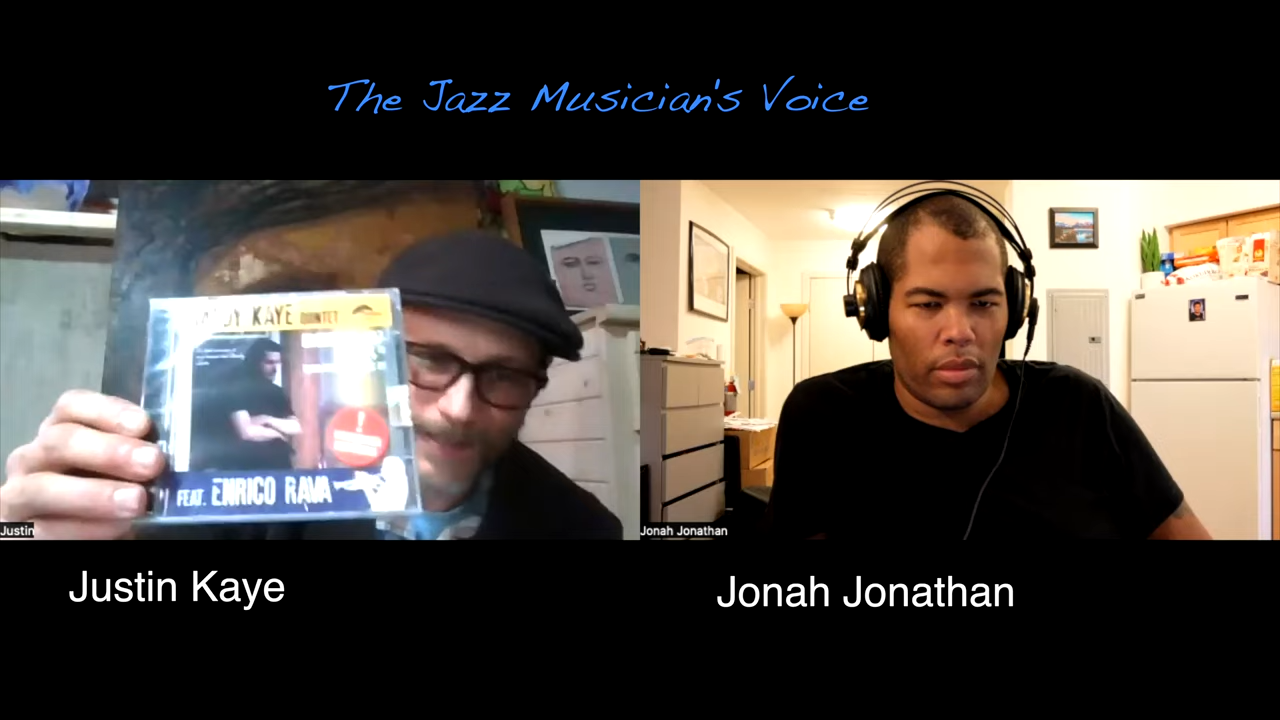 The Jazz Musician's Voice
KAYE QUINTET
FEAT. ENRICO RAVA
Justin
Jonah Jonathan
Justin Kaye
Jonah Jonathan